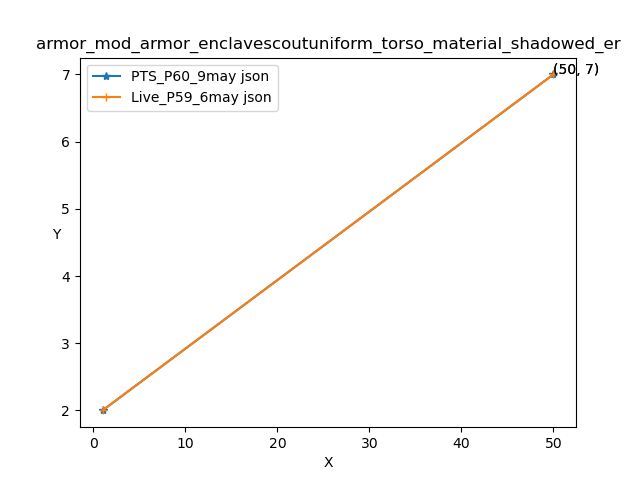 armor_mod_armor_enclavescoutuniform_torso_material_shadowed_er
PTS_P60_9may json
Live_P59_6may json
(50, 7)
7
6
5
4
3
2
Y
0 10 20 30 40 50
X